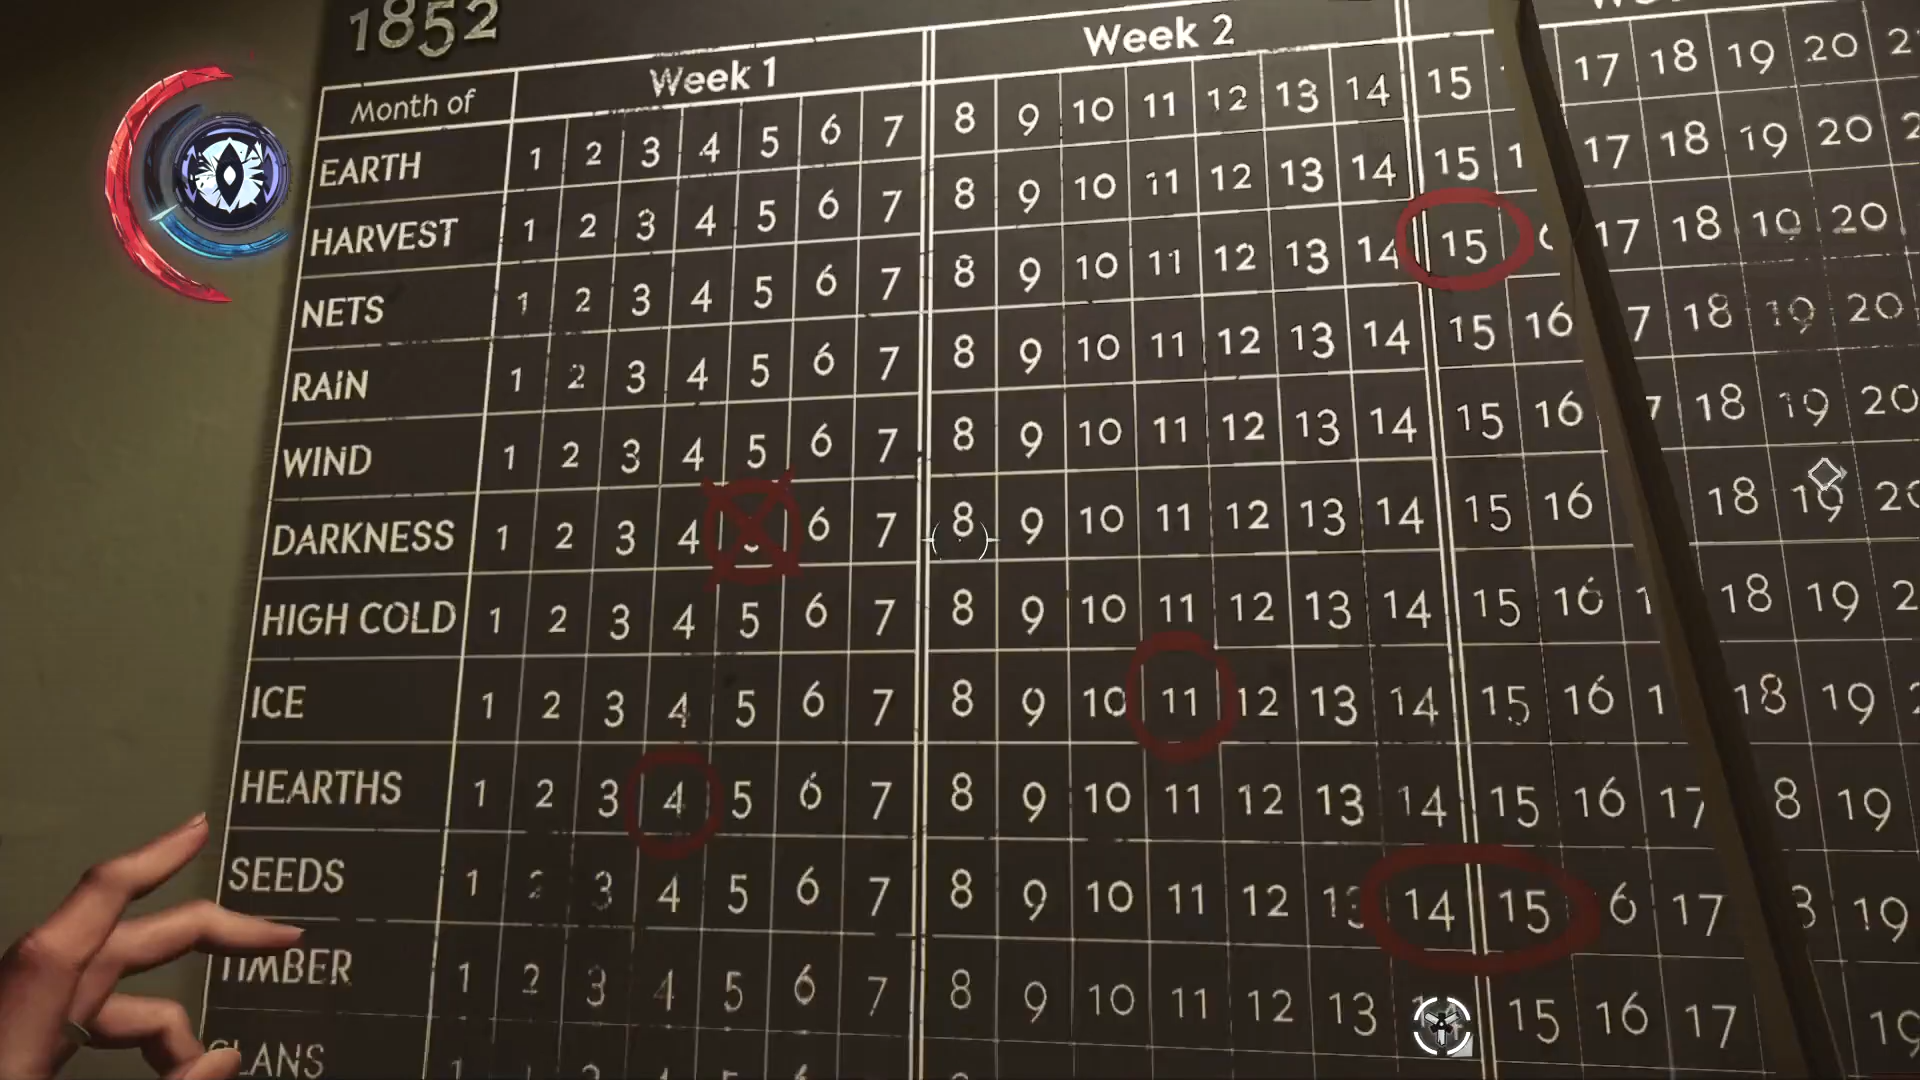 1852
Week 1 Week 2
Month of
EARTH 1 2 3 4 5 6 7 8 9 10 11 12 13 14 15 17 18 19 20
HARVEST 1 2 3 4 5 6 7 8 9 10 11 12 13 14 15 1 17 18 19 20
NETS 1 2 3 4 5 6 7 8 9 10 11 12 13 14 15 17 18 19 20
RAIN 1 2 3 4 5 6 7 8 9 10 11 12 13 14 15 16 7 18 19 20
WIND 1 2 3 4 5 6 7 8 9 10 11 12 13 14 15 16 7 18 19 20
DARKNESS 1 2 3 4 6 7 8 9 10 11 12 13 14 15 16 18 19
HIGH COLD 1 2 3 4 5 6 7 8 9 10 11 12 13 14 15 16 1 18 19 2
ICE 1 2 3 4 5 6 7 8 9 10 11 12 13 14 15 16 1 18 19
HEARTHS 1 2 3 4 5 6 7 8 9 10 11 12 13 14 15 16 17 8 19
SEEDS 1 2 3 4 5 6 7 8 9 10 11 12 13 14 15 6 17 19
TIMBER 1 2 3 4 5 6 7 8 9 10 11 12 13 15 16 17 19
CLANS